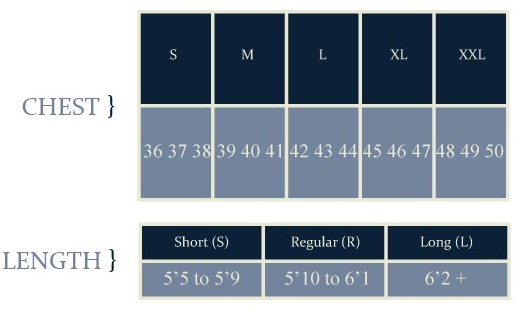 S M L XL XXL
CHEST }
36 37 38 39 40 41 42 43 44 45 46 47 48 49 50
Short (S) Regular (R) Long (L)
LENGTH }
5’5 to 5’9 5’10 to 6’1 6’2 +